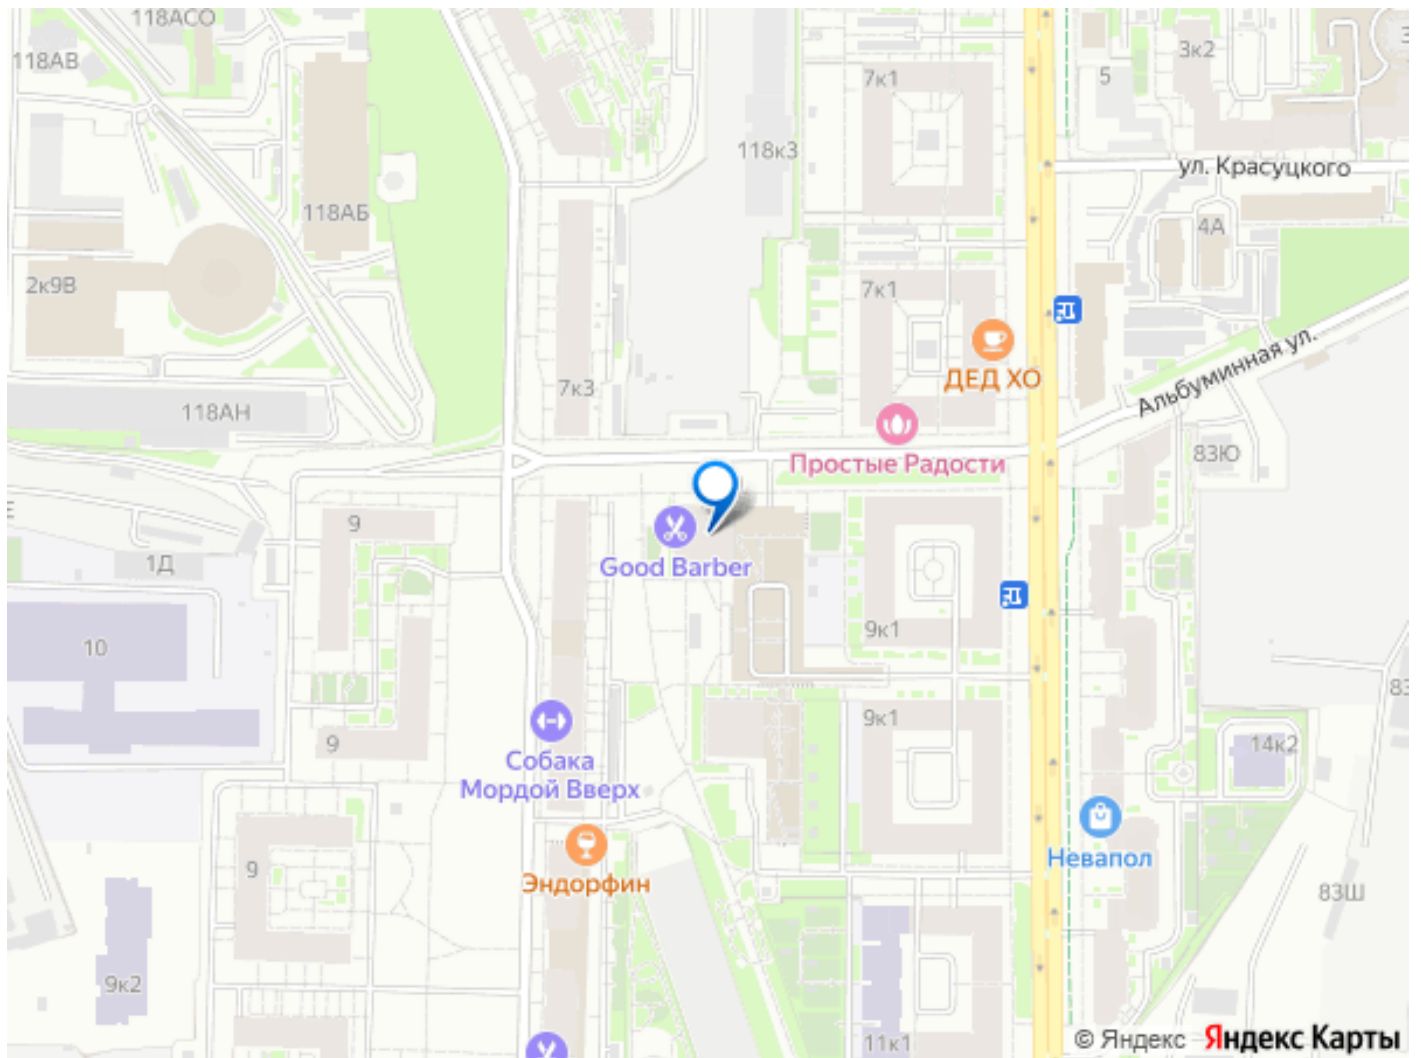 118АСО
118АВ
3к2
7к1
5
118к3
ул. Красуцкого
118АБ
4А
2к9В
7к1
ДЕД ХО
Альбуминная ул.
7к3
118АН
83Ю
Простые Радости
9
Good Barber
1Д
9к1
10
83
9к1
9
14к2
Собака
Мордой Вверх
Невапол
9
Эндорфин
83Ш
9к2
11к1
© Яндекс Яндекс Карты